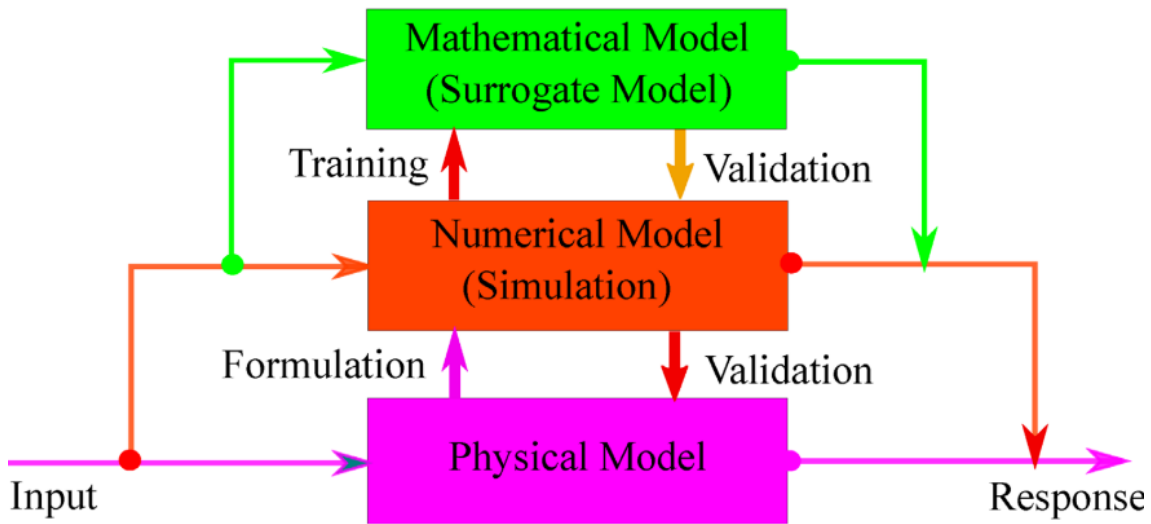 Mathematical Model
(Surrogate Model)
Training
Validation
Numerical Model
(Simulation)
Formulation
Validation
Physical Model
Input
Response